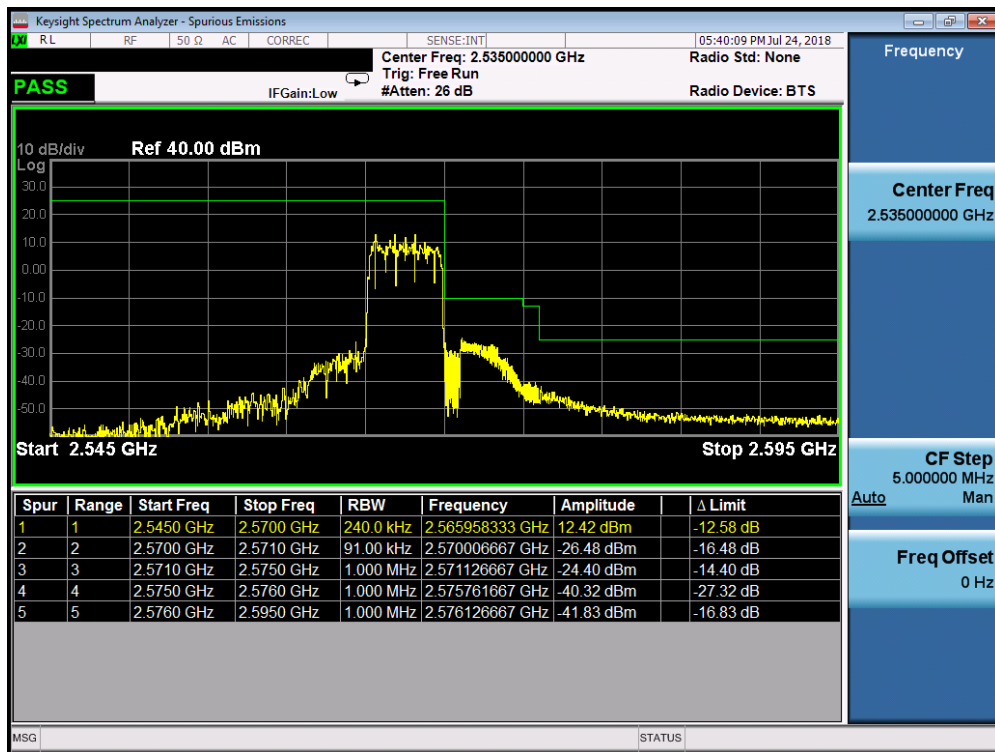 Keysight Spectrum Analyzer - Spurious Emissions
LXI RL RF 50 Ω AC CORREC SENSE:INT 05:40:09 PM Jul 24, 2018
Center Freq: 2.535000000 GHz Radio Std: None
Trig: Free Run
PASS IFGain:Low #Atten: 26 dB Radio Device: BTS
10 dB/div Ref 40.00 dBm
Log
30.0
20.0
10.0
0.00
-10.0
-20.0
-30.0
-40.0
-50.0
Start 2.545 GHz Stop 2.595 GHz
Spur Range Start Freq Stop Freq RBW Frequency Amplitude Δ Limit
1 1 2.5450 GHz 2.5700 GHz 240.0 kHz 2.565958333 GHz 12.42 dBm -12.58 dB
2 2 2.5700 GHz 2.5710 GHz 91.00 kHz 2.570006667 GHz -26.48 dBm -16.48 dB
3 3 2.5710 GHz 2.5750 GHz 1.000 MHz 2.571126667 GHz -24.40 dBm -14.40 dB
4 4 2.5750 GHz 2.5760 GHz 1.000 MHz 2.575761667 GHz -40.32 dBm -27.32 dB
5 5 2.5760 GHz 2.5950 GHz 1.000 MHz 2.576126667 GHz -41.83 dBm -16.83 dB
MSG STATUS
Frequency
Center Freq
2.535000000 GHz
CF Step
5.000000 MHz
Auto Man
Freq Offset
0 Hz